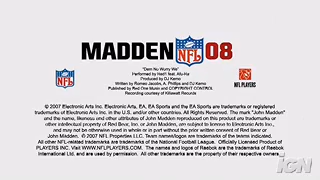 MADDEN NFL 08
"Dem No Worry We"
Performed by Hedfl feat. Afu-Ra
Produced by DJ Kemo
Written by Romeo Jacobs, A. Phillips and DJ Kemo
Published by Red One Music and COPYRIGHT CONTROL
Recording courtesy of Killawatt Records
NFL PLAYERS
© 2007 Electronic Arts Inc. Electronic Arts, EA, EA Sports and the EA Sports are trademarks or registered
trademarks of Electronic Arts Inc. in the U.S. and/or other countries. All Rights Reserved. The mark "John Madden"
and the name, likeness and other attributes of John Madden reproduced on this product are trademarks or
other intellectual property of Red Bear, Inc. or John Madden, are subject to license to Electronic Arts Inc.,
and may not be otherwise used in whole or in part without the prior written consent of Red Bear or
John Madden. © 2007 NFL Properties LLC. Team names/logos are trademarks of the teams indicated.
All other NFL-related trademarks are trademarks of the National Football League. Officially Licensed Product of
PLAYERS INC. Visit WWW.NFLPLAYERS.COM. The names and logos of Reebok are the trademarks of Reebok
International Ltd. and are used by permission. All other trademarks are the property of their respective owners.
IGN